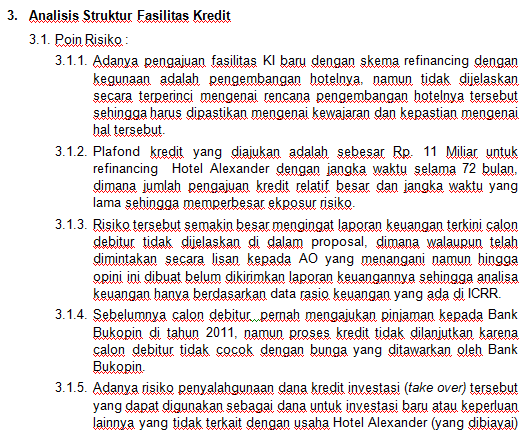 3. Analisis Struktur Fasilitas Kredit
3.1. Poin Risiko :
3.1.1. Adanya pengajuan fasilitas KI baru dengan skema refinancing dengan
kegunaan adalah pengembangan hotelnya, namun tidak dijelaskan
secara terperinci mengenai rencana pengembangan hotelnya tersebut
sehingga harus dipastikan mengenai kewajaran dan kepastian mengenai
hal tersebut.
3.1.2. Plafond kredit yang diajukan adalah sebesar Rp. 11 Miliar untuk
refinancing Hotel Alexander dengan jangka waktu selama 72 bulan,
dimana jumlah pengajuan kredit relatif besar dan jangka waktu yang
lama sehingga memperbesar ekposur risiko.
3.1.3. Risiko tersebut semakin besar mengingat laporan keuangan terkini calon
debitur tidak dijelaskan di dalam proposal, dimana walaupun telah
dimintakan secara lisan kepada AO yang menangani namun hingga
opini ini dibuat belum dikirimkan laporan keuangannya sehingga analisa
keuangan hanya berdasarkan data rasio keuangan yang ada di ICRR.
3.1.4. Sebelumnya calon debitur pernah mengajukan pinjaman kepada Bank
Bukopin di tahun 2011, namun proses kredit tidak dilanjutkan karena
calon debitur tidak cocok dengan bunga yang ditawarkan oleh Bank
Bukopin.
3.1.5. Adanya risiko penyalahgunaan dana kredit investasi (take over) tersebut
yang dapat digunakan sebagai dana untuk investasi baru atau keperluan
lainnya yang tidak terkait dengan usaha Hotel Alexander (yang dibiayai)